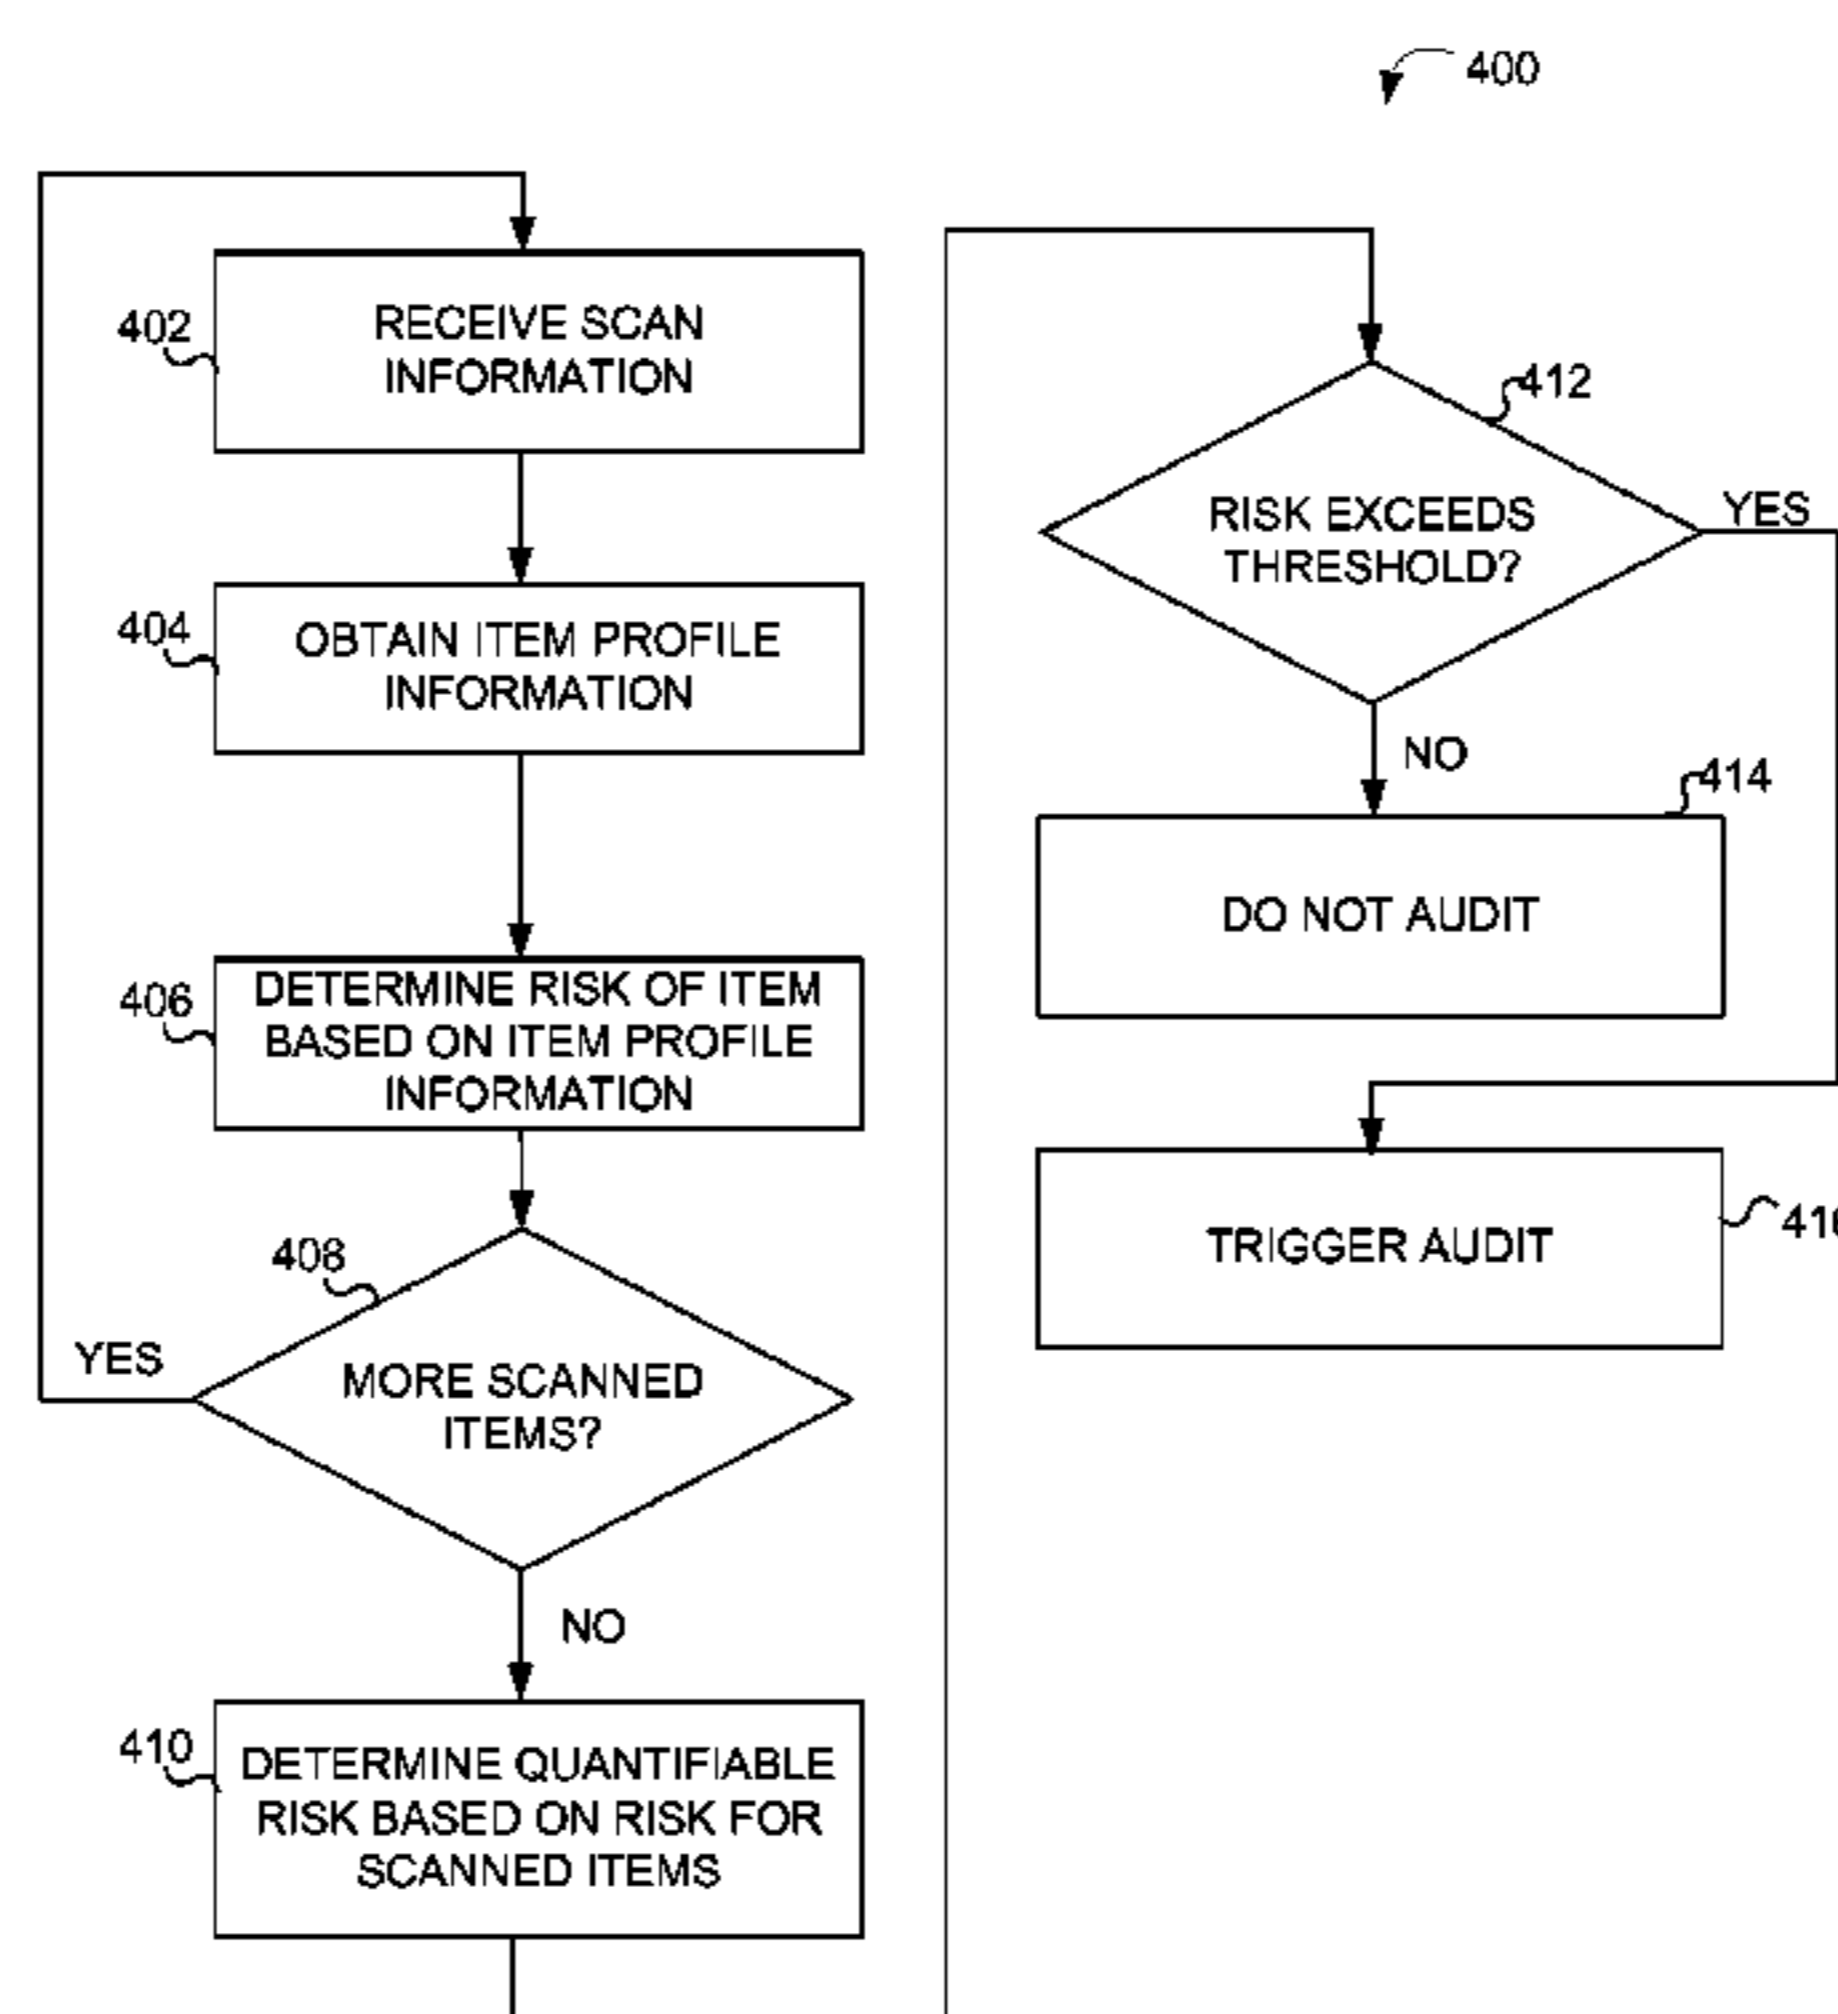 400
402
RECEIVE SCAN
INFORMATION
404
OBTAIN ITEM PROFILE
INFORMATION
406
DETERMINE RISK OF ITEM
BASED ON ITEM PROFILE
INFORMATION
408
YES
MORE SCANNED
ITEMS?
NO
410
DETERMINE QUANTIFIABLE
RISK BASED ON RISK FOR
SCANNED ITEMS
412
RISK EXCEEDS
THRESHOLD?
YES
NO
414
DO NOT AUDIT
TRIGGER AUDIT